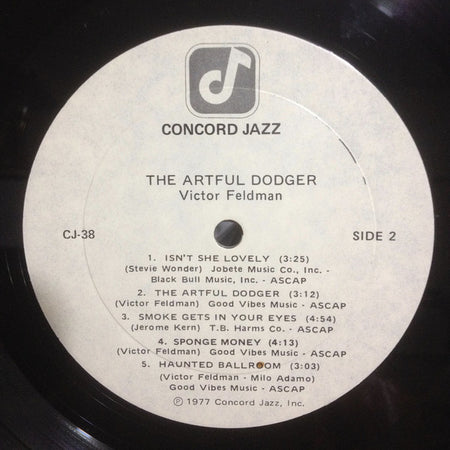 CONCORD JAZZ
THE ARTFUL DODGER
Victor Feldman
CJ-38
SIDE 2
1. ISN'T SHE LOVELY (3:25)
(Stevie Wonder) Jobete Music Co., Inc. -
Black Bull Music, Inc. - ASCAP
2. THE ARTFUL DODGER (3:12)
(Victor Feldman) Good Vibes Music - ASCAP
3. SMOKE GETS IN YOUR EYES (4:54)
(Jerome Kern) T.B. Harms Co. - ASCAP
4. SPONGE MONEY (4:13)
(Victor Feldman) Good Vibes Music - ASCAP
5. HAUNTED BALLROOM (3:03)
(Victor Feldman - Milo Adamo)
Good Vibes Music - ASCAP
℗ 1977 Concord Jazz, Inc.